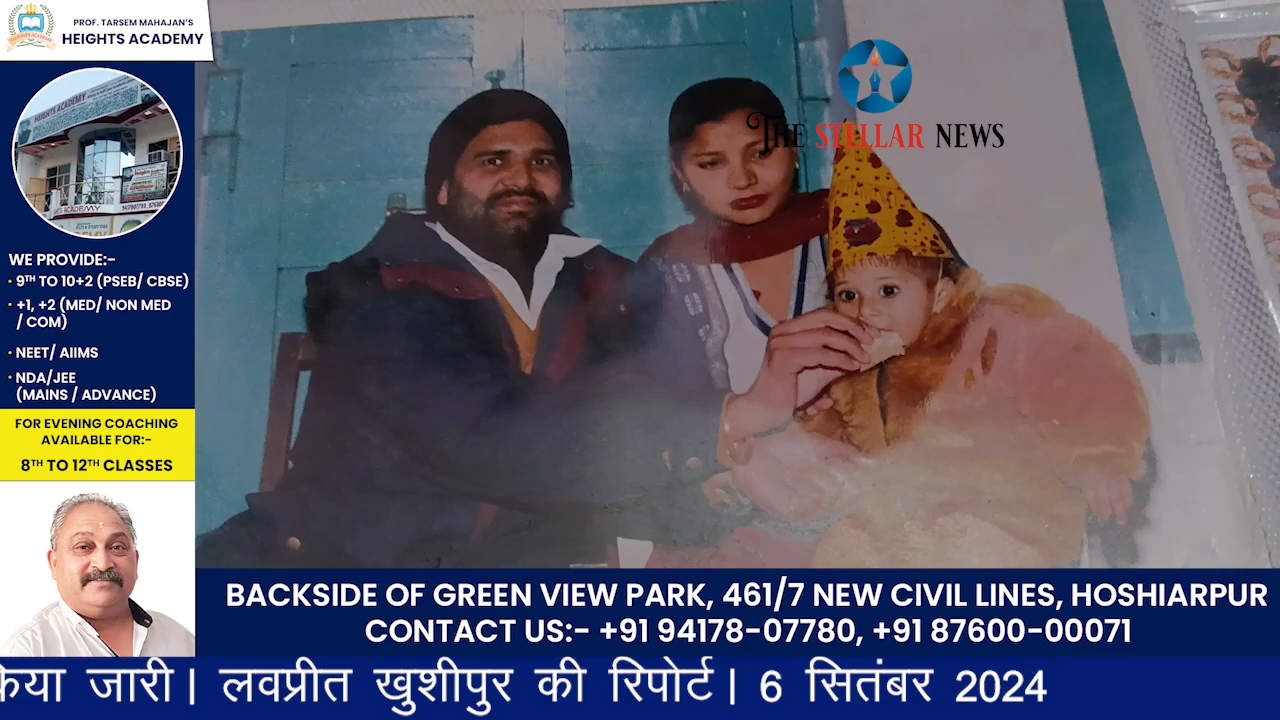 PROF. TARSEM MAHAJAN'S
HEIGHTS ACADEMY
HEIGHTS ACADEMY
WE PROVIDE:-
• 9TH TO 10+2 (PSEB/ CBSE)
• +1, +2 (MED/ NON MED
/ COM)
• NEET/ AIIMS
• NDA/JEE
(MAINS / ADVANCE)
FOR EVENING COACHING
AVAILABLE FOR:-
8TH TO 12TH CLASSES
THE STELLAR NEWS
BACKSIDE OF GREEN VIEW PARK, 461/7 NEW CIVIL LINES, HOSHIARPUR
CONTACT US:- +91 94178-07780, +91 87600-00071
किया जारी | लवप्रीत खुशीपुर की रिपोर्ट | 6 सितंबर 2024